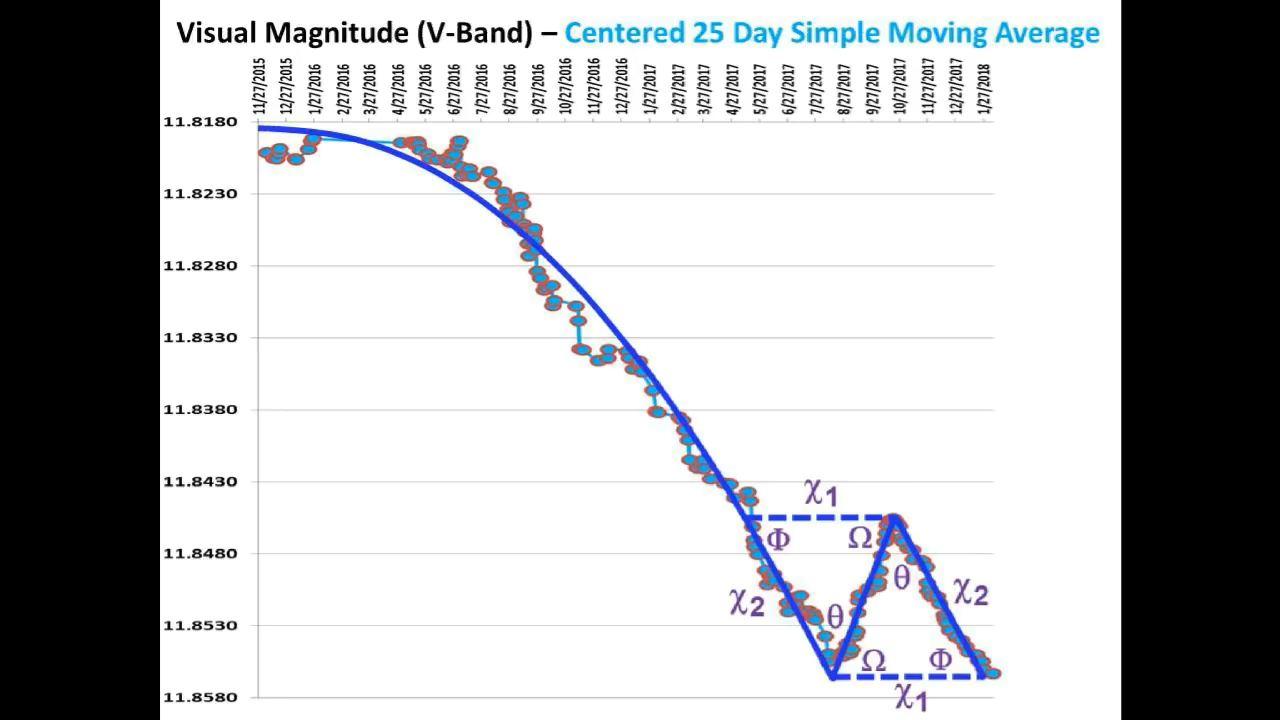 Visual Magnitude (V-Band) – Centered 25 Day Simple Moving Average
11/27/2015 12/27/2015 1/27/2016 2/27/2016 3/27/2016 4/27/2016 5/27/2016 6/27/2016 7/27/2016 8/27/2016 9/27/2016 10/27/2016 11/27/2016 12/27/2016 1/27/2017 2/27/2017 3/27/2017 4/27/2017 5/27/2017 6/27/2017 7/27/2017 8/27/2017 9/27/2017 10/27/2017 11/27/2017 12/27/2017 1/27/2018
11.8180
11.8230
11.8280
11.8330
11.8380
11.8430
χ1
11.8480
Φ Ω
θ
χ2 χ2
11.8530
θ
Ω Φ
χ1
11.8580